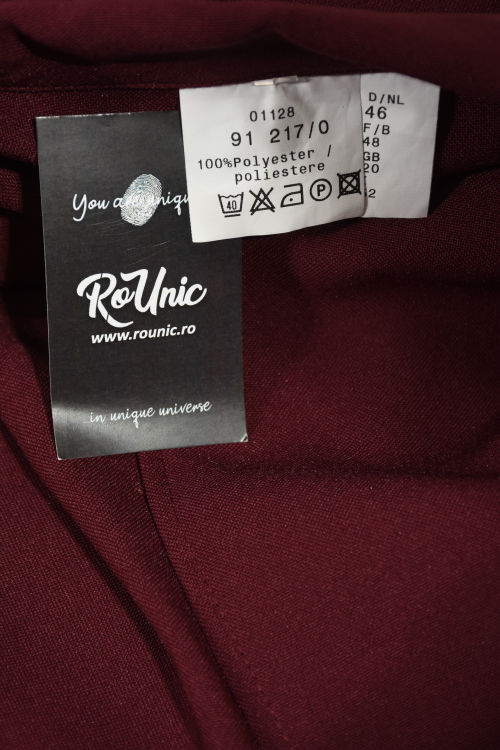 01128
91 217/0
100%Polyester /
poliestere
40
P
D/NL
46
F/B
48
GB
20
You are unique
RoUnic
www.rounic.ro
in unique universe